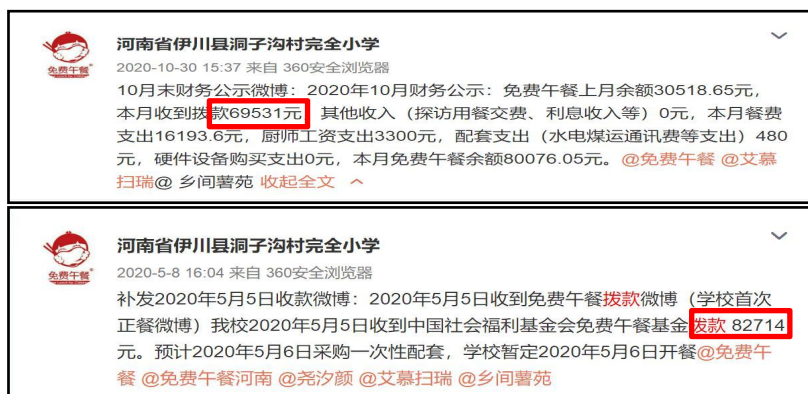 河南省伊川县洞子沟村完全小学
2020-10-30 15:37 来自 360安全浏览器
免费午餐
10月末财务公示微博：2020年10月财务公示：免费午餐上月余额30518.65元，
本月收到拨款69531元 其他收入（探访用餐交费、利息收入等）0元，本月餐费
支出16193.6元，厨师工资支出3300元，配套支出（水电煤运通讯费等支出）480
元，硬件设备购买支出0元，本月免费午餐余额80076.05元。@免费午餐 @艾慕
扫瑞@ 乡间薯苑 收起全文
河南省伊川县洞子沟村完全小学
2020-5-8 16:04 来自 360安全浏览器
免费午餐
补发2020年5月5日收款微博：2020年5月5日收到免费午餐拨款微博（学校首次
正餐微博）我校2020年5月5日收到中国社会福利基金会免费午餐基金拨款 82714
元。预计2020年5月6日采购一次性配套，学校暂定2020年5月6日开餐@免费午
餐 @免费午餐河南 @尧汐颜 @艾慕扫瑞 @乡间薯苑